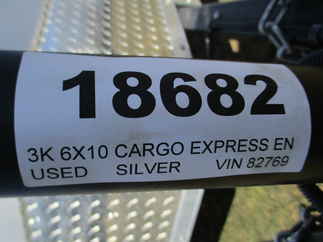 18682
3K 6X10 CARGO EXPRESS EN
USED SILVER VIN 82769